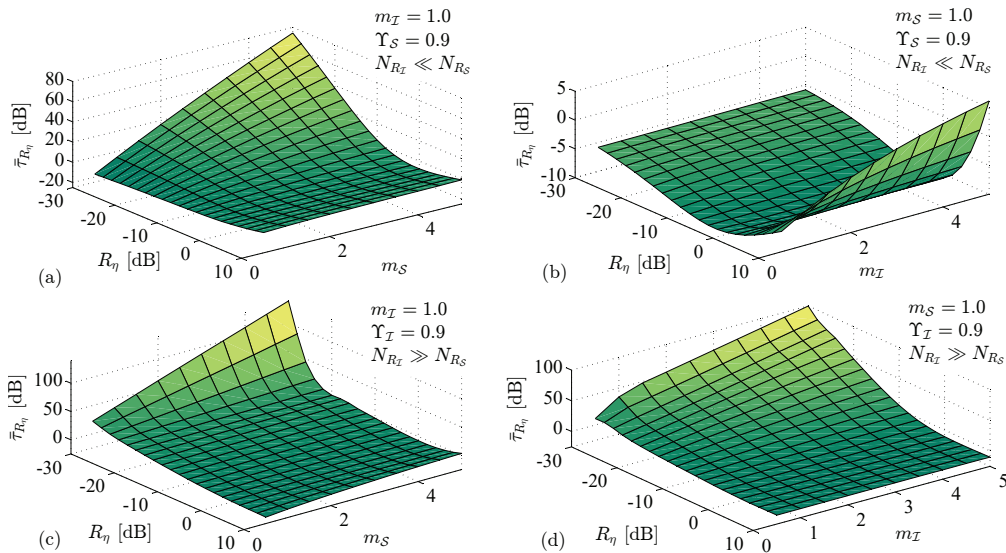 m_I = 1.0
Υ_S = 0.9
N_{R_I} ≪ N_{R_S}
80
60
40
20
0
-20
τ̄_{R_η} [dB]
-30
-20
-10
0
10
R_η [dB]
0
2
4
m_S
(a)
m_S = 1.0
Υ_S = 0.9
N_{R_I} ≪ N_{R_S}
5
0
-5
-10
τ̄_{R_η} [dB]
-30
-20
-10
0
10
R_η [dB]
0
2
4
m_I
(b)
m_I = 1.0
Υ_I = 0.9
N_{R_I} ≫ N_{R_S}
100
50
0
τ̄_{R_η} [dB]
-30
-20
-10
0
10
R_η [dB]
0
2
4
m_S
(c)
m_S = 1.0
Υ_I = 0.9
N_{R_I} ≫ N_{R_S}
100
50
0
τ̄_{R_η} [dB]
-30
-20
-10
0
10
R_η [dB]
0
1
2
3
4
5
m_I
(d)